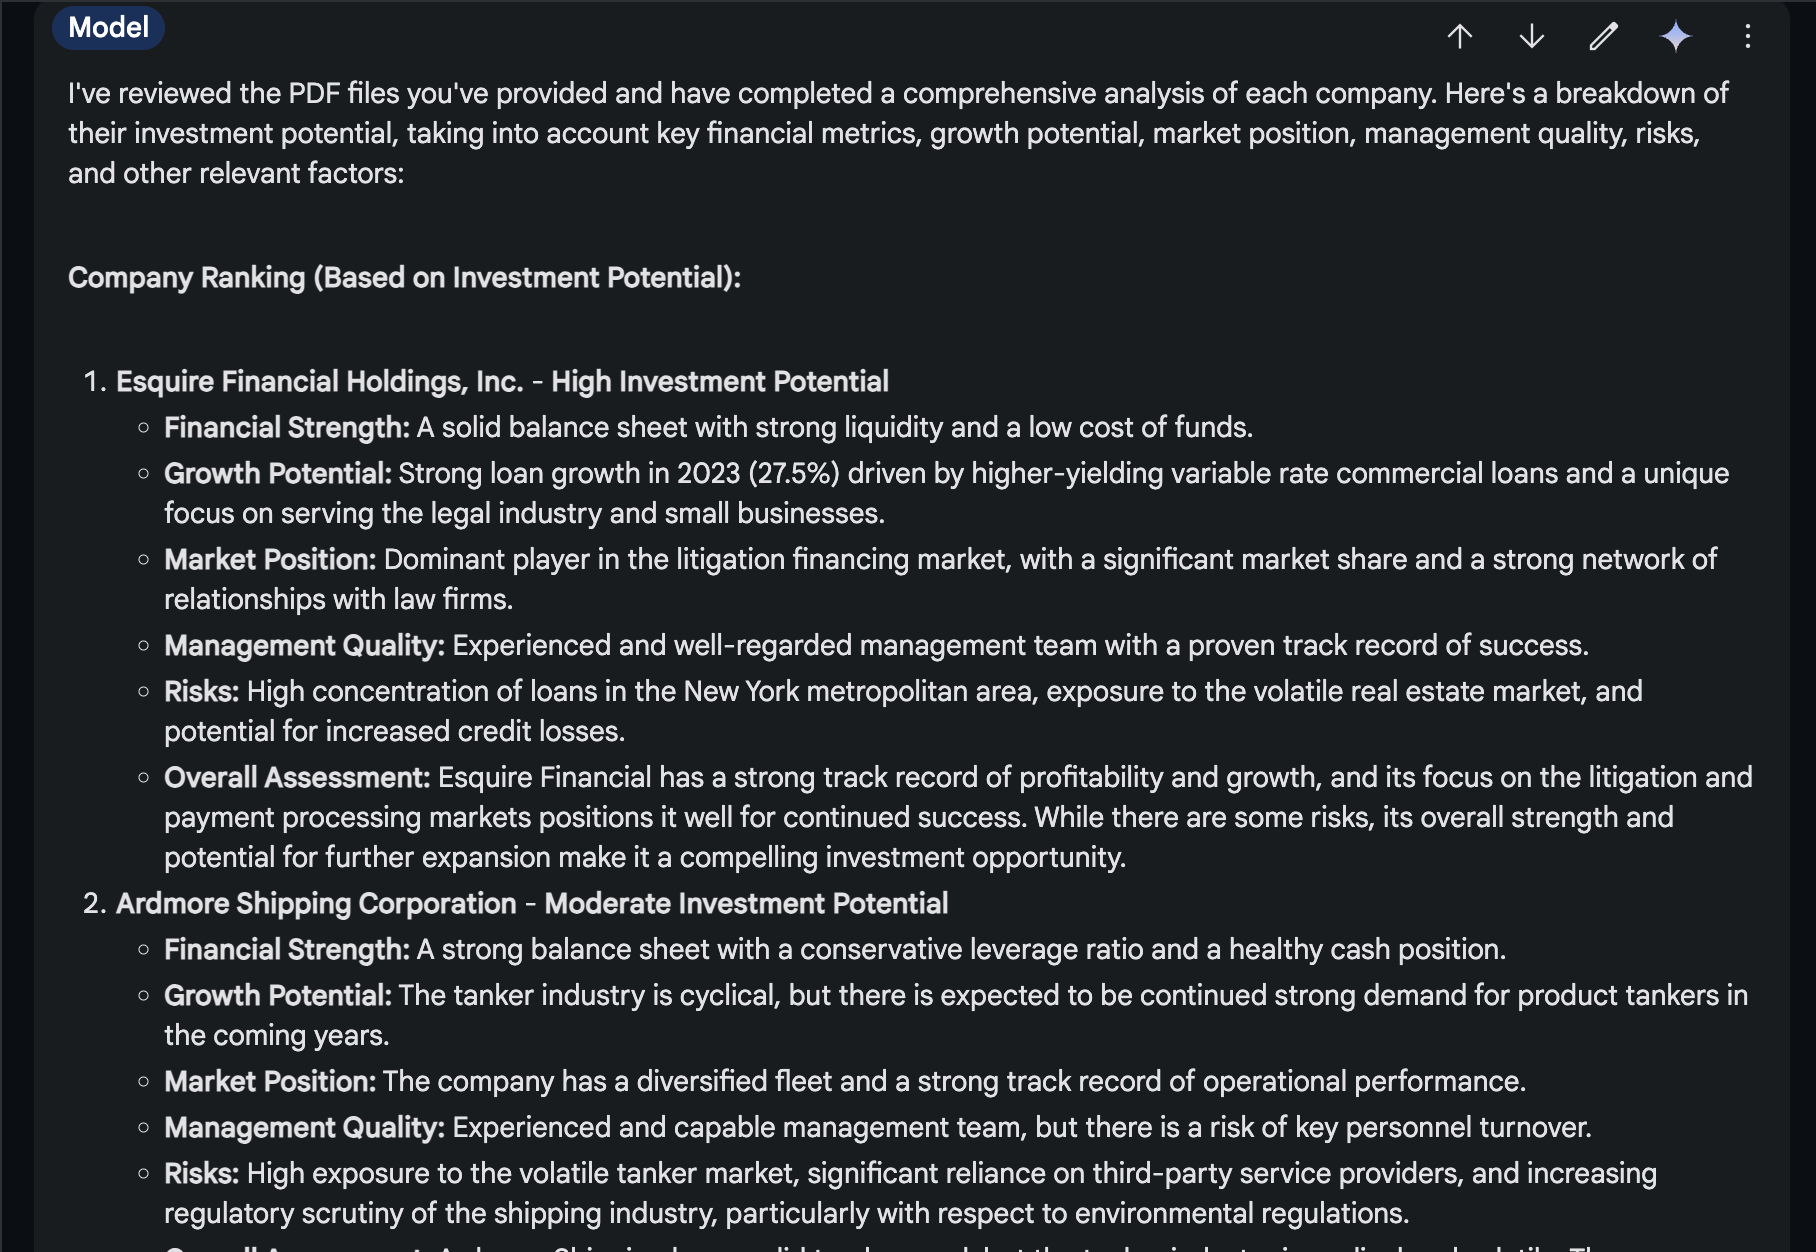 Model
I've reviewed the PDF files you've provided and have completed a comprehensive analysis of each company. Here's a breakdown of
their investment potential, taking into account key financial metrics, growth potential, market position, management quality, risks,
and other relevant factors:
Company Ranking (Based on Investment Potential):
1. Esquire Financial Holdings, Inc. - High Investment Potential
Financial Strength: A solid balance sheet with strong liquidity and a low cost of funds.
Growth Potential: Strong loan growth in 2023 (27.5%) driven by higher-yielding variable rate commercial loans and a unique
focus on serving the legal industry and small businesses.
Market Position: Dominant player in the litigation financing market, with a significant market share and a strong network of
relationships with law firms.
Management Quality: Experienced and well-regarded management team with a proven track record of success.
Risks: High concentration of loans in the New York metropolitan area, exposure to the volatile real estate market, and
potential for increased credit losses.
Overall Assessment: Esquire Financial has a strong track record of profitability and growth, and its focus on the litigation and
payment processing markets positions it well for continued success. While there are some risks, its overall strength and
potential for further expansion make it a compelling investment opportunity.
2. Ardmore Shipping Corporation - Moderate Investment Potential
Financial Strength: A strong balance sheet with a conservative leverage ratio and a healthy cash position.
Growth Potential: The tanker industry is cyclical, but there is expected to be continued strong demand for product tankers in
the coming years.
Market Position: The company has a diversified fleet and a strong track record of operational performance.
Management Quality: Experienced and capable management team, but there is a risk of key personnel turnover.
Risks: High exposure to the volatile tanker market, significant reliance on third-party service providers, and increasing
regulatory scrutiny of the shipping industry, particularly with respect to environmental regulations.